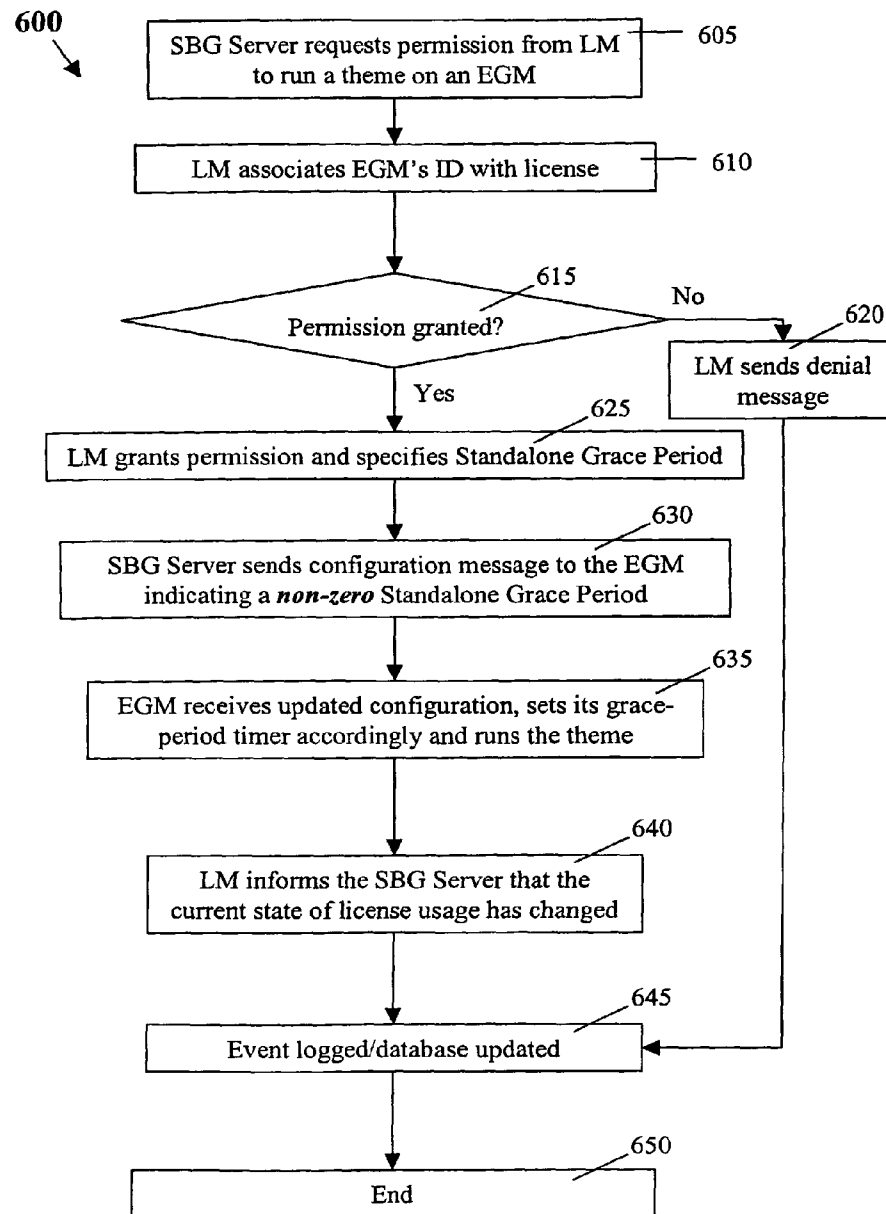 600
SBG Server requests permission from LM
to run a theme on an EGM
605
LM associates EGM's ID with license
610
Permission granted?
615
No
620
LM sends denial
message
Yes
625
LM grants permission and specifies Standalone Grace Period
630
SBG Server sends configuration message to the EGM
indicating a non-zero Standalone Grace Period
635
EGM receives updated configuration, sets its grace-
period timer accordingly and runs the theme
640
LM informs the SBG Server that the
current state of license usage has changed
645
Event logged/database updated
650
End